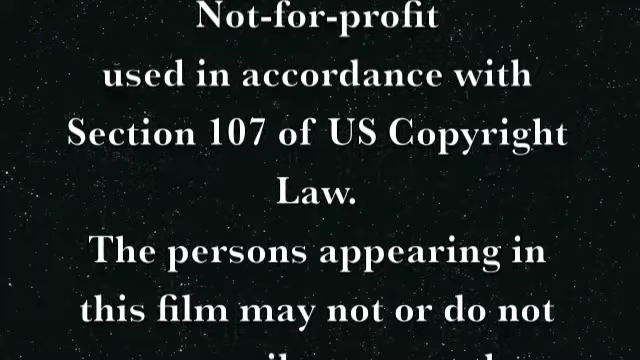 Not-for-profit
used in accordance with
Section 107 of US Copyright
Law.
The persons appearing in
this film may not or do not